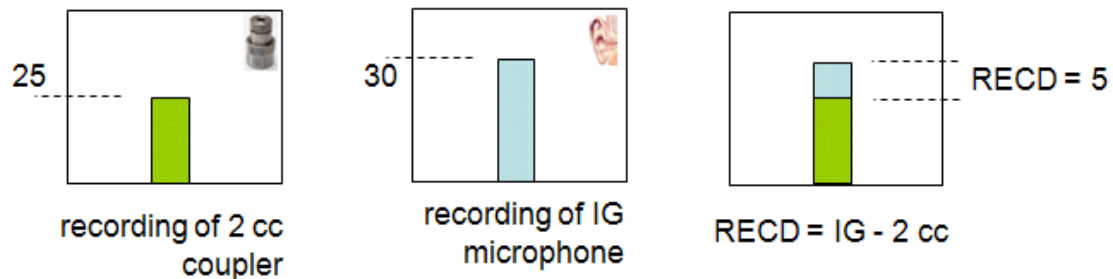 25
recording of 2 cc
coupler
30
recording of IG
microphone
RECD = 5
RECD = IG - 2 cc